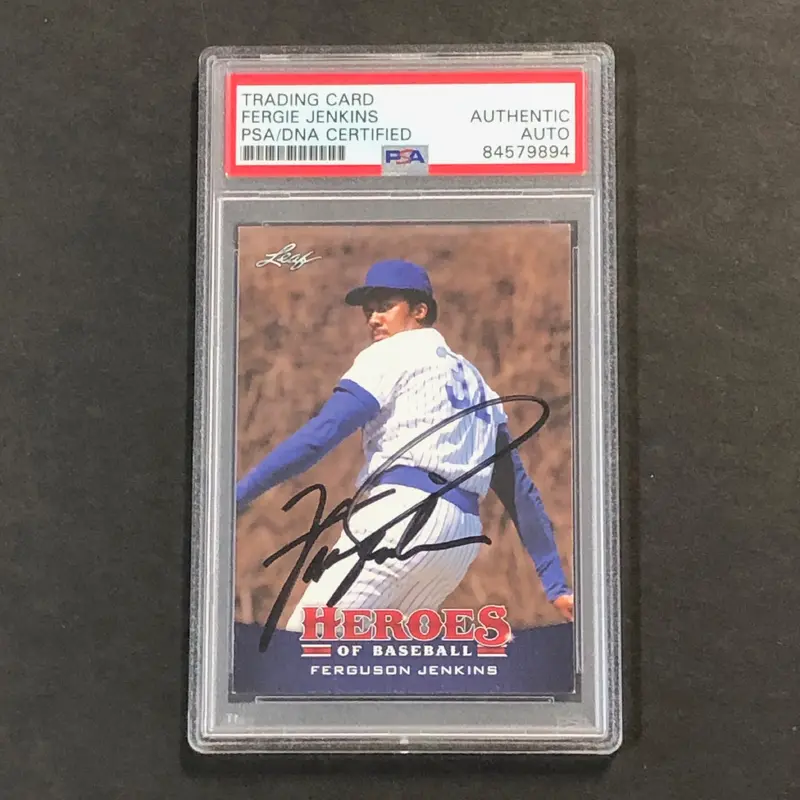 TRADING CARD
FERGIE JENKINS
PSA/DNA CERTIFIED
AUTHENTIC
AUTO
84579894
PSA
Leaf
HEROES
OF BASEBALL
FERGUSON JENKINS